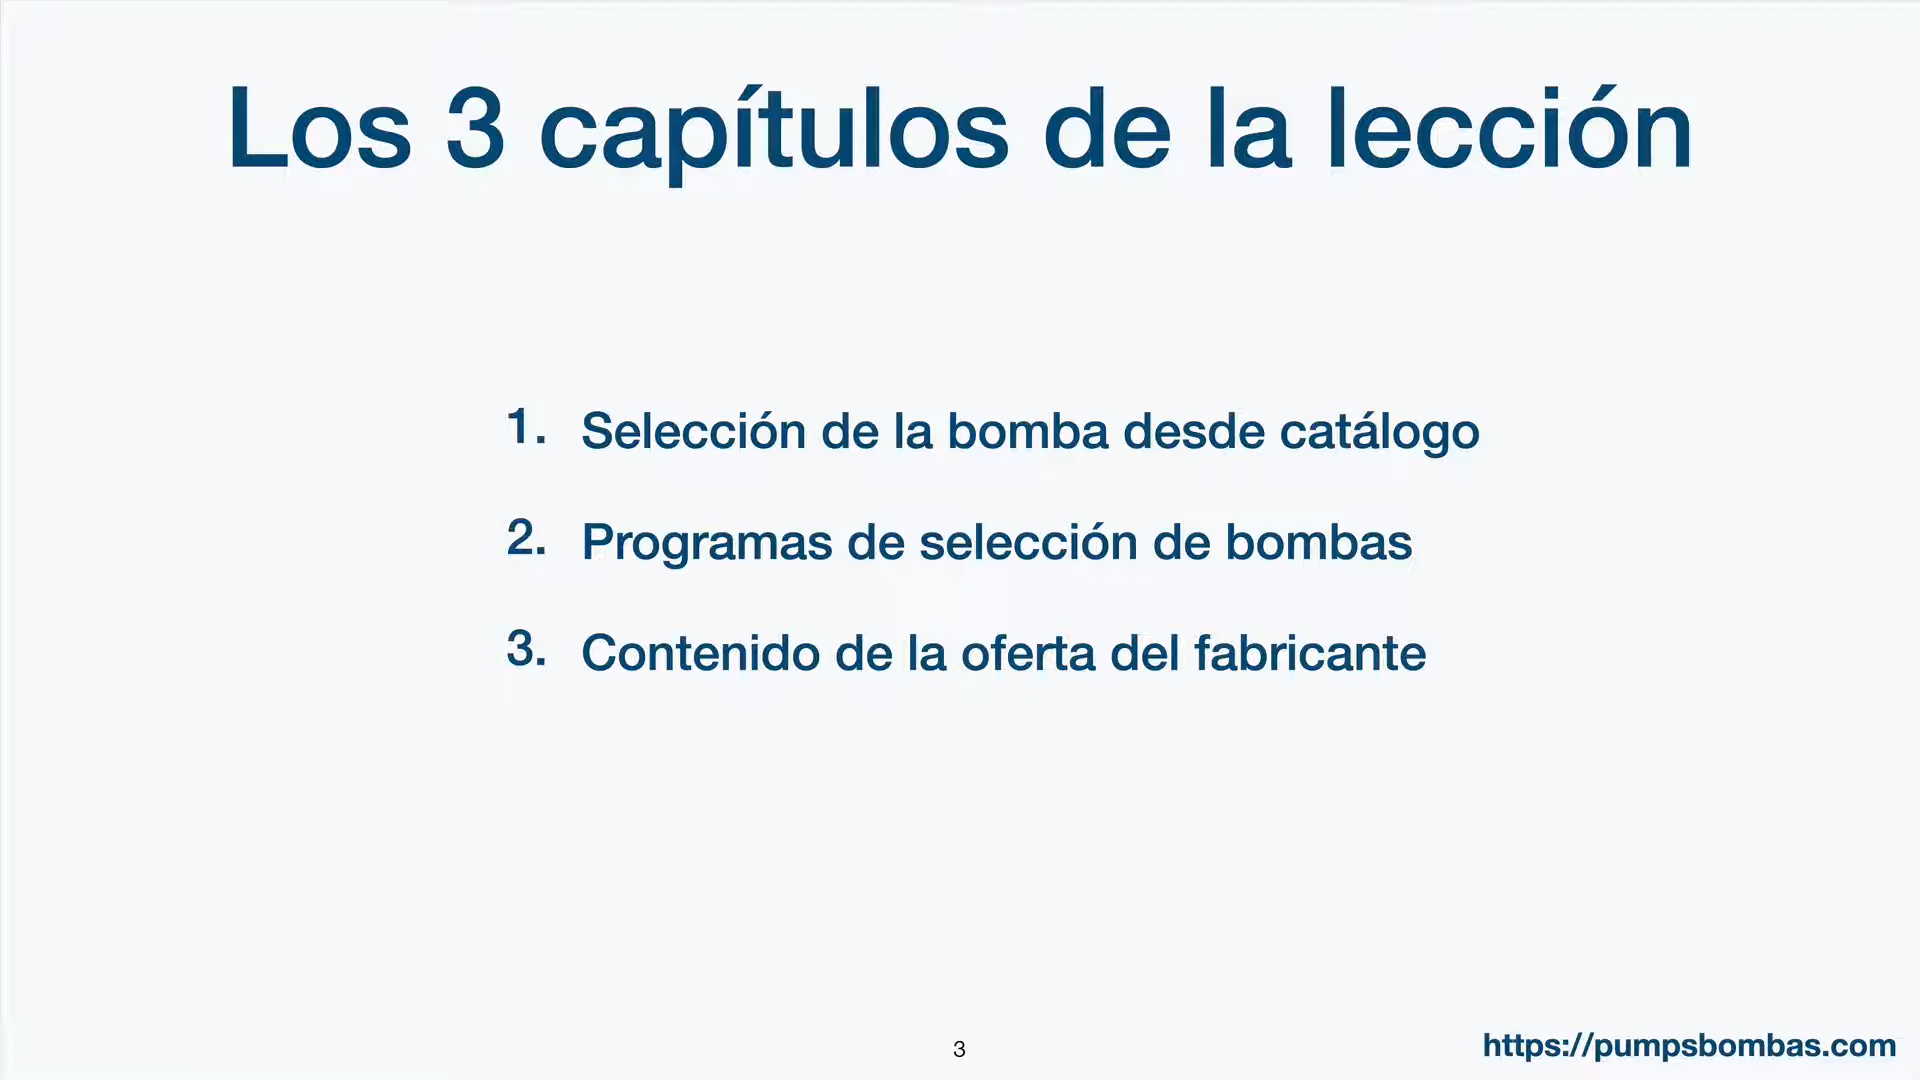 Los 3 capítulos de la lección
1. Selección de la bomba desde catálogo
2. Programas de selección de bombas
3. Contenido de la oferta del fabricante
3
https://pumpsbombas.com